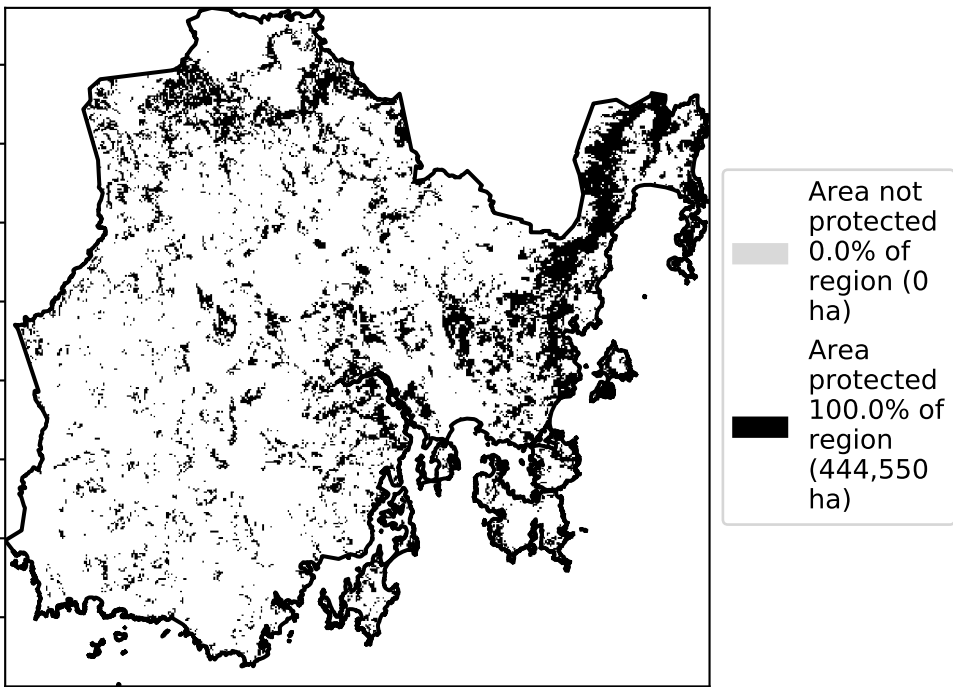 Area not
protected
0.0% of
region (0
ha)
Area
protected
100.0% of
region
(444,550
ha)